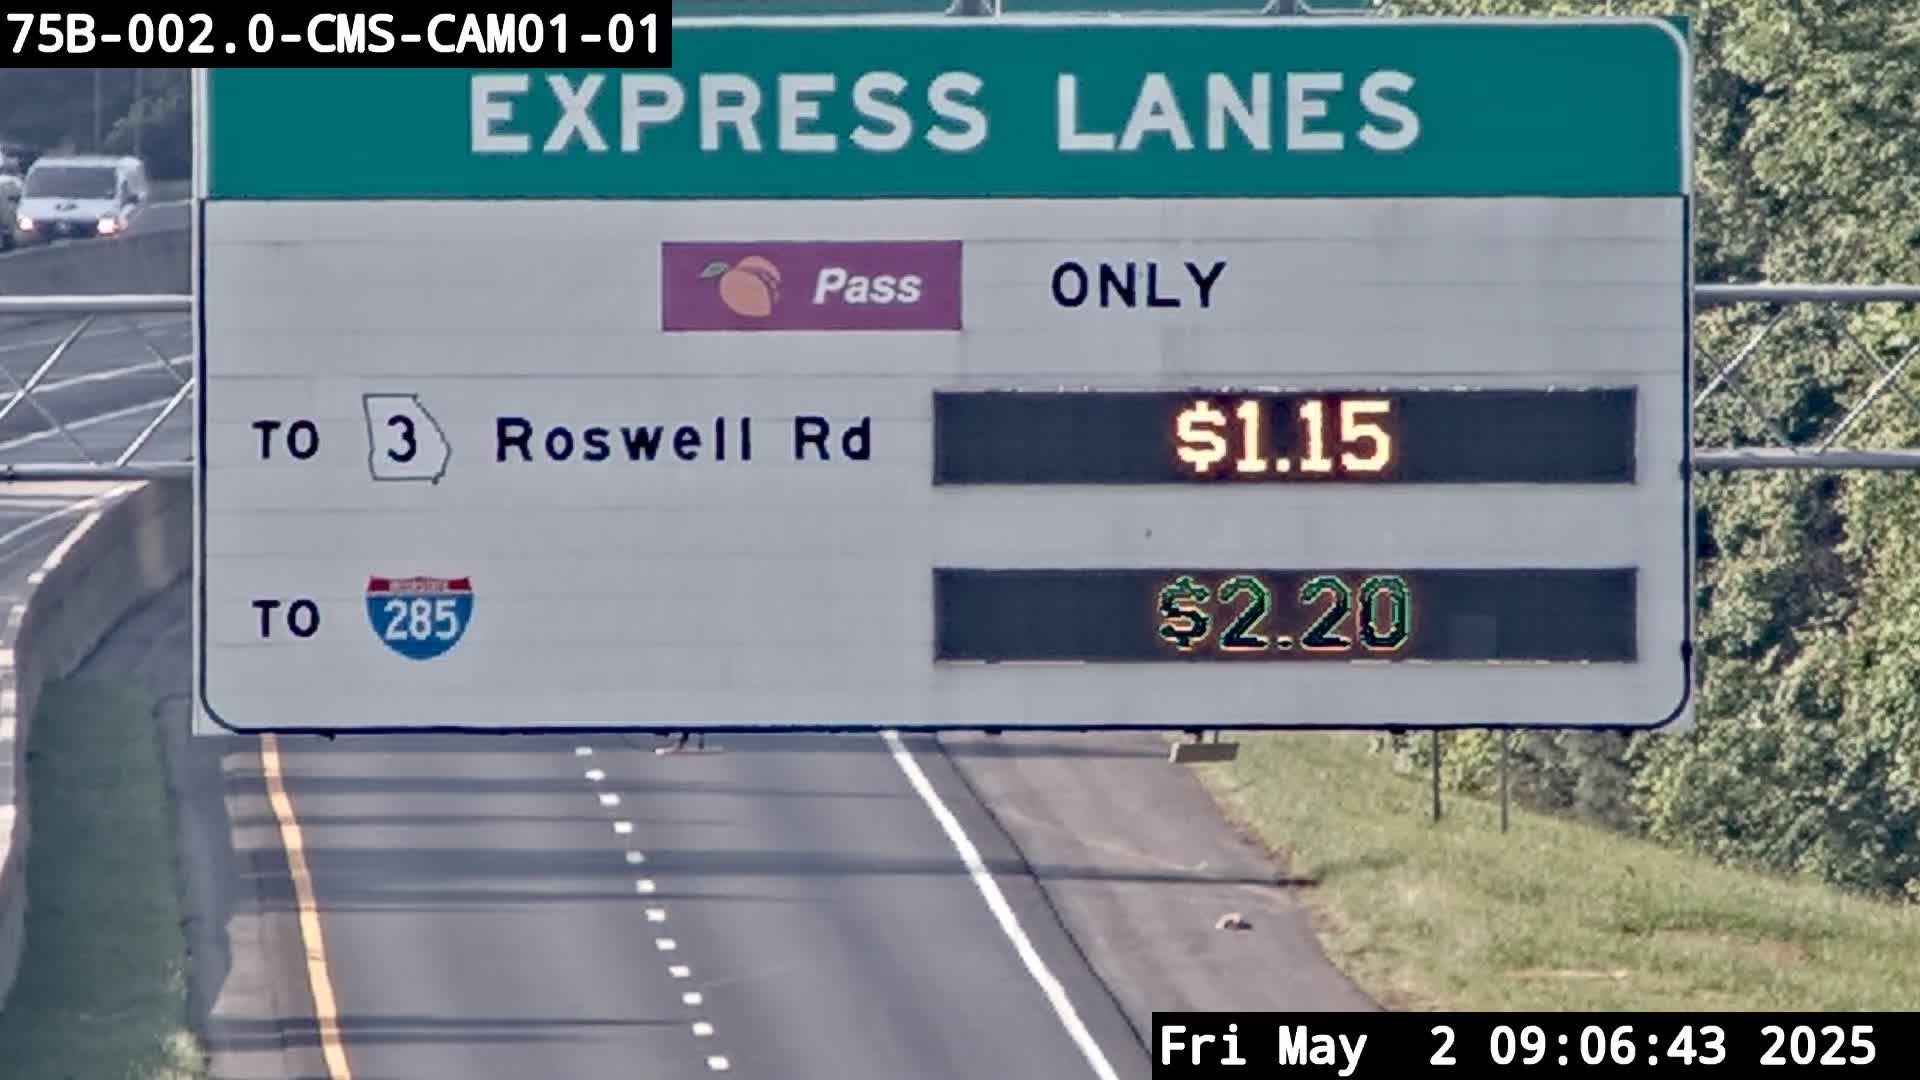 75B-002.0-CMS-CAM01-01
EXPRESS LANES
Pass ONLY
TO 3 Roswell Rd $1.15
INTERSTATE
TO 285 $2.20
Fri May 2 09:06:43 2025